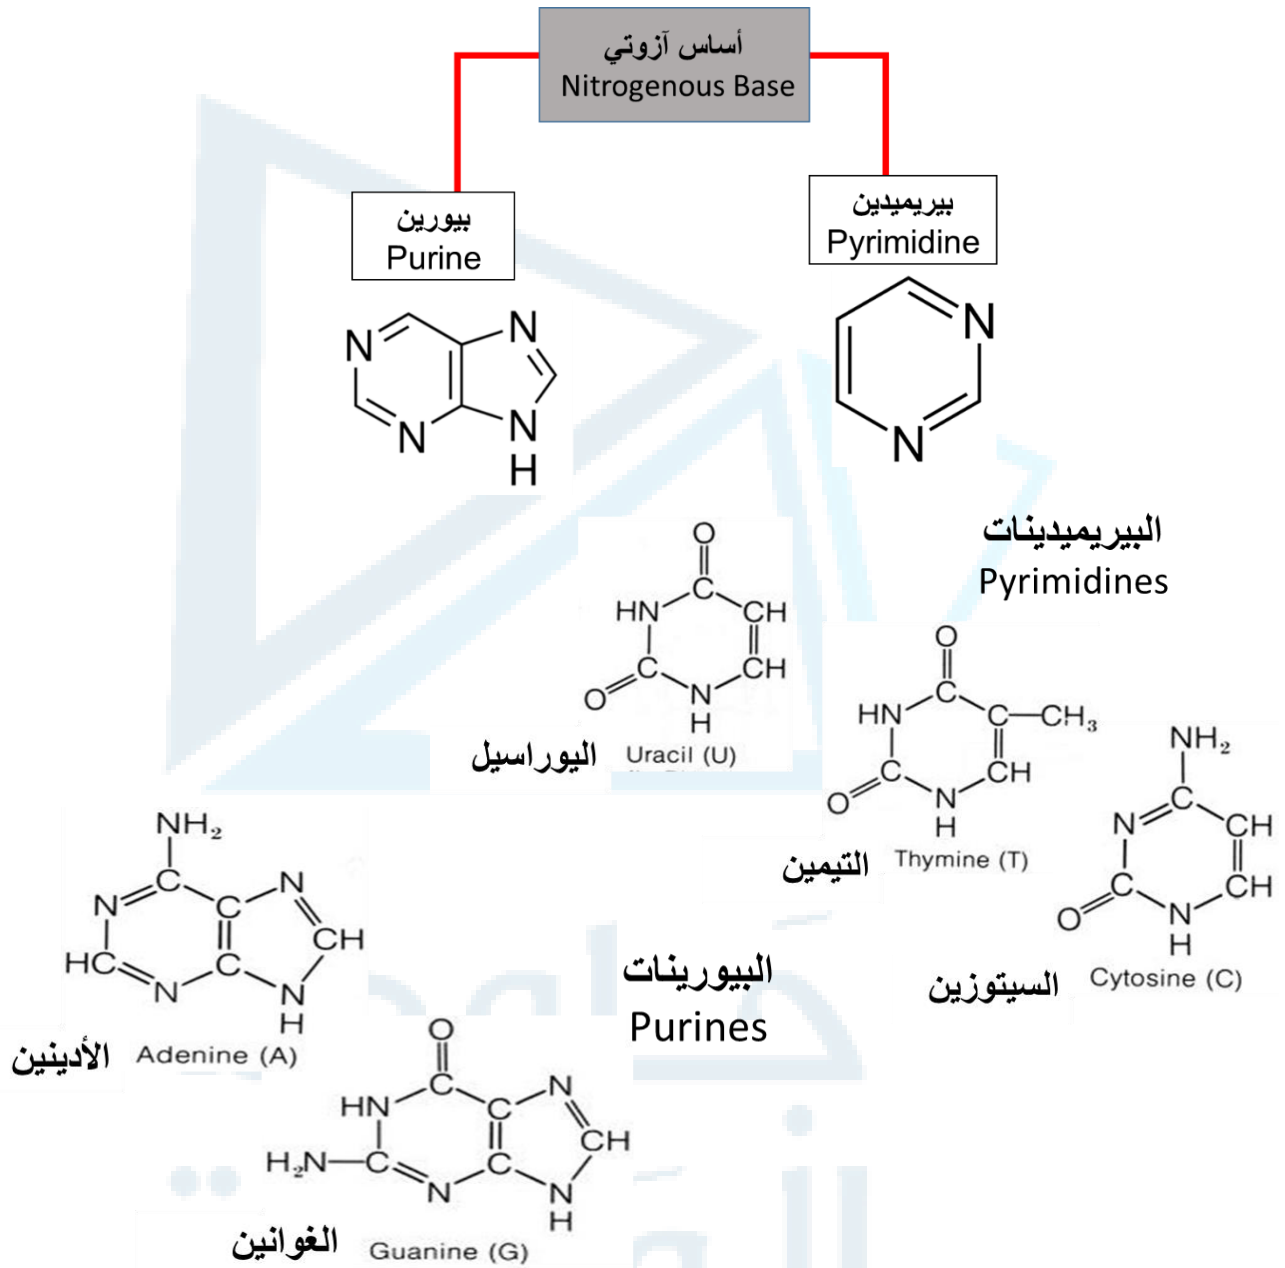 أساس آزوتي
Nitrogenous Base
بيورين
Purine
بيريميدين
Pyrimidine
N
N
N
N
H
N
N
البيريميدينات
Pyrimidines
O
C
HN
CH
C
CH
O
N
H
اليوراسيل
Uracil (U)
O
C
HN
C
CH₃
C
CH
O
N
H
التيمين
Thymine (T)
NH₂
C
N
CH
C
CH
O
N
H
السيتوزين
Cytosine (C)
NH₂
C
N
N
C
CH
HC
C
N
N
H
الأدينين
Adenine (A)
البيورينات
Purines
O
C
N
HN
C
CH
H₂N
C
C
N
N
H
الغوانين
Guanine (G)